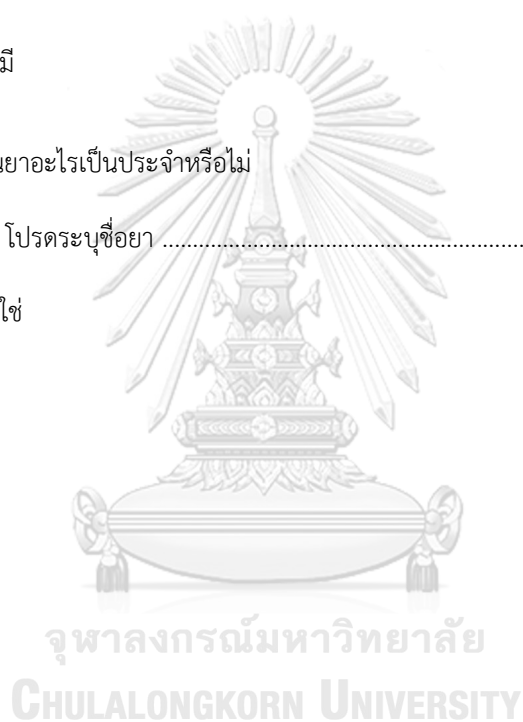 มี
นยาอะไรเป็นประจำหรือไม่
โปรดระบุชื่อยา ............................................................
ใช่
จุฬาลงกรณ์มหาวิทยาลัย
CHULALONGKORN UNIVERSITY